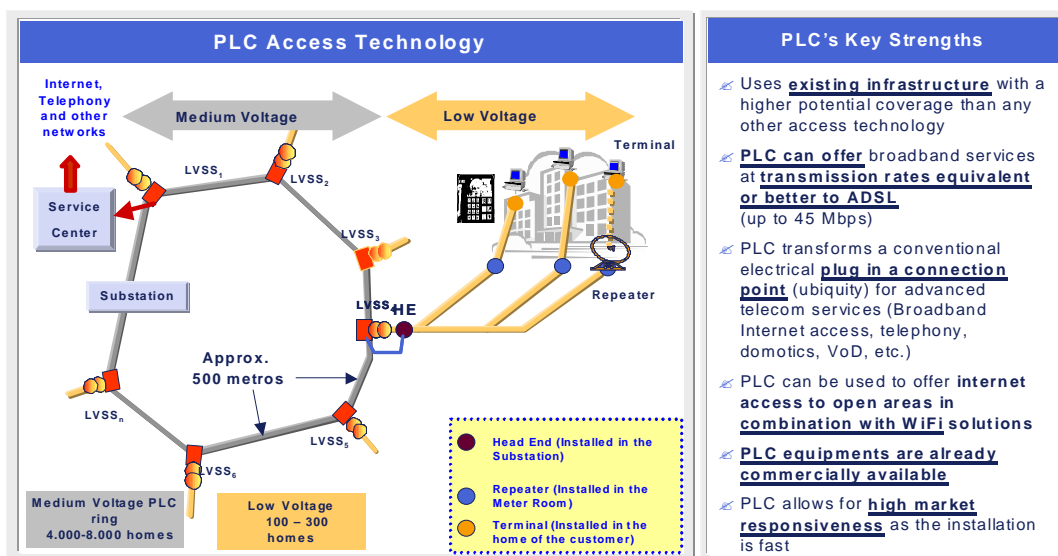 PLC Access Technology
Internet,
Telephony
and other
networks
Medium Voltage
Low Voltage
Terminal
LVSS1
LVSS2
Service
Center
LVSS3
Substation
Repeater
LVSS4
HE
Approx.
500 metros
LVSSn
LVSS5
LVSS6
Head End (Installed in the
Substation)
Repeater (Installed in the
Meter Room)
Terminal (Installed in the
home of the customer)
Medium Voltage PLC
ring
4.000-8.000 homes
Low Voltage
100 – 300
homes
PLC's Key Strengths
Uses existing infrastructure with a
higher potential coverage than any
other access technology
PLC can offer broadband services
at transmission rates equivalent
or better to ADSL
(up to 45 Mbps)
PLC transforms a conventional
electrical plug in a connection
point (ubiquity) for advanced
telecom services (Broadband
Internet access, telephony,
domotics, VoD, etc.)
PLC can be used to offer internet
access to open areas in
combination with WiFi solutions
PLC equipments are already
commercially available
PLC allows for high market
responsiveness as the installation
is fast